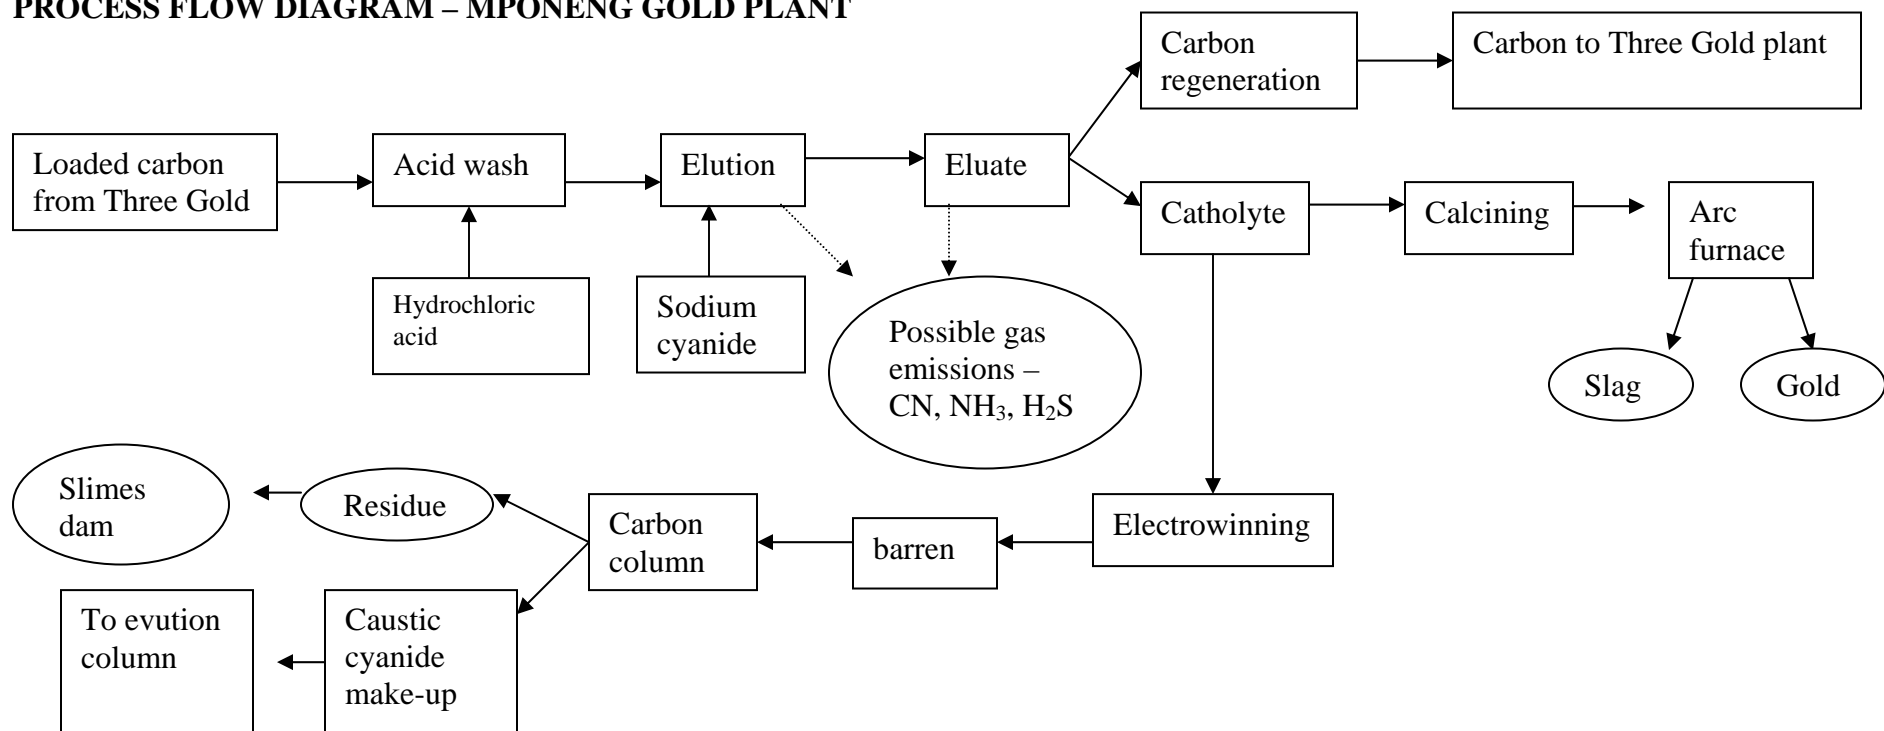 PROCESS FLOW DIAGRAM – MPONENG GOLD PLANT
Carbon
regeneration
Carbon to Three Gold plant
Loaded carbon
from Three Gold
Acid wash
Elution
Eluate
Catholyte
Calcining
Arc
furnace
Hydrochloric
acid
Sodium
cyanide
Possible gas
emissions –
CN, NH₃, H₂S
Slag
Gold
Slimes
dam
Residue
Carbon
column
barren
Electrowinning
To evution
column
Caustic
cyanide
make-up